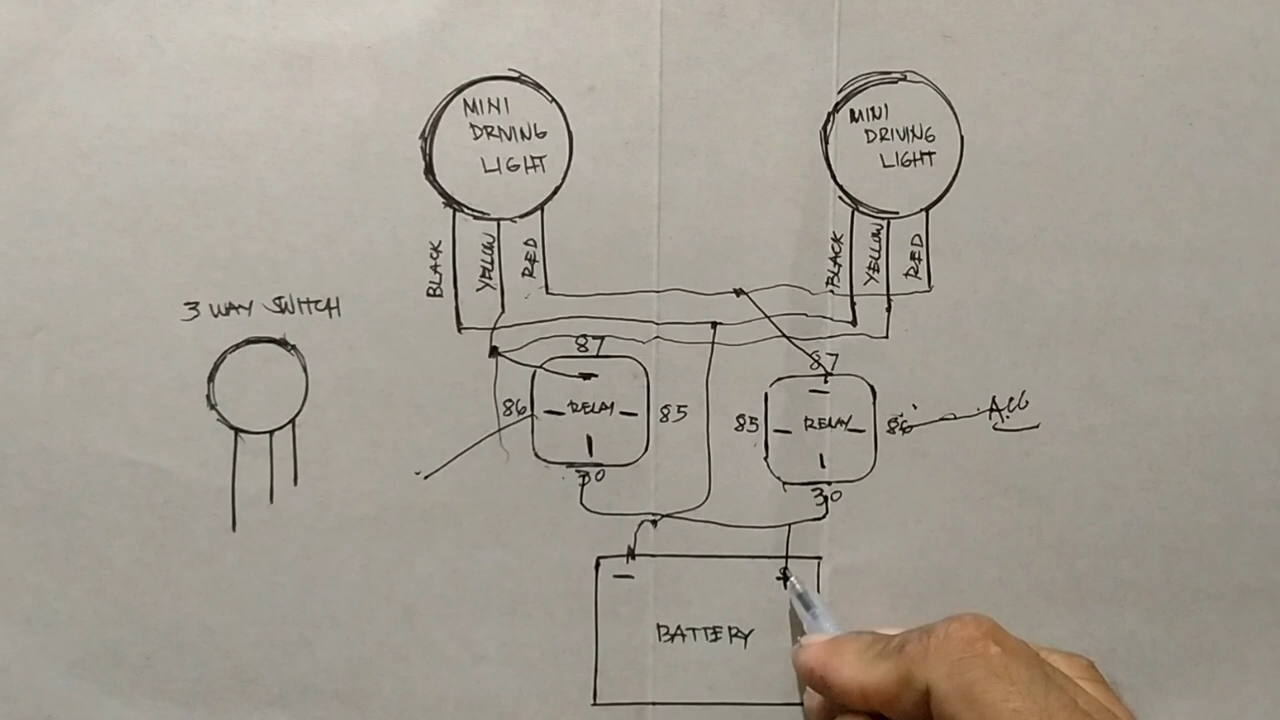 MINI
DRIVING
LIGHT
MINI
DRIVING
LIGHT
BLACK
YELLOW
RED
BLACK
YELLOW
RED
3 WAY SWITCH
87
86
RELAY
85
30
87
85
RELAY
86
ACC
30
-
+
BATTERY